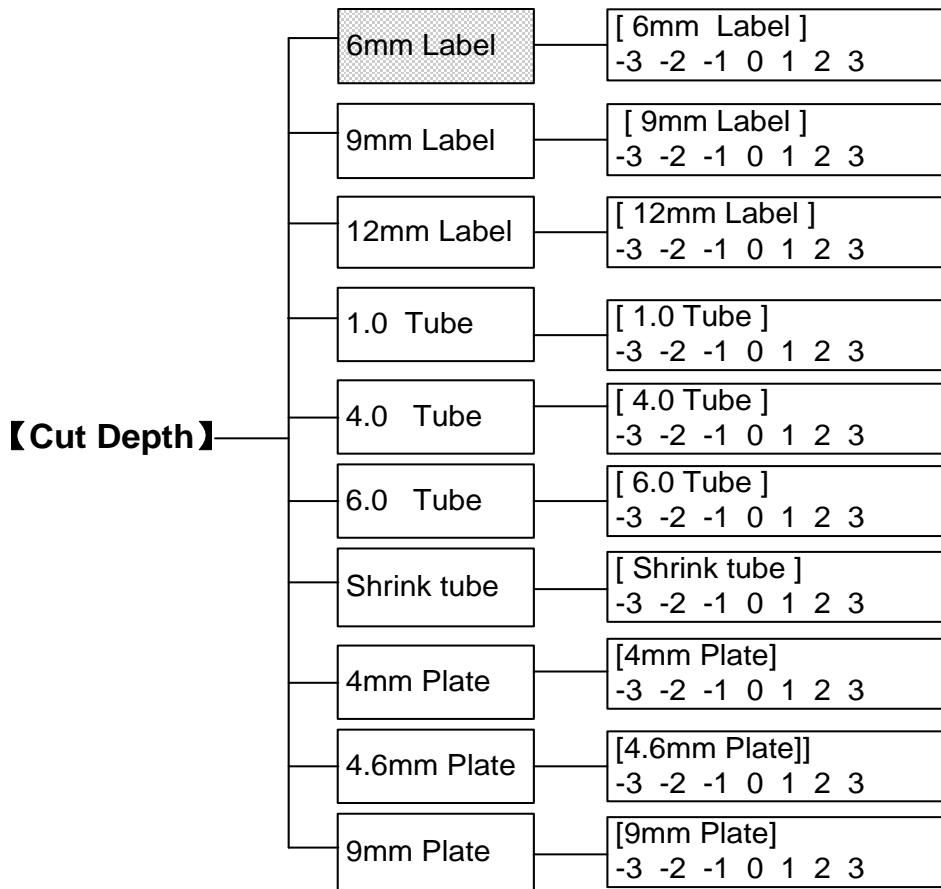 6mm Label
[ 6mm Label ]
-3 -2 -1 0 1 2 3
9mm Label
[ 9mm Label ]
-3 -2 -1 0 1 2 3
12mm Label
[ 12mm Label ]
-3 -2 -1 0 1 2 3
1.0 Tube
[ 1.0 Tube ]
-3 -2 -1 0 1 2 3
4.0 Tube
[ 4.0 Tube ]
-3 -2 -1 0 1 2 3
【Cut Depth】
6.0 Tube
[ 6.0 Tube ]
-3 -2 -1 0 1 2 3
Shrink tube
[ Shrink tube ]
-3 -2 -1 0 1 2 3
4mm Plate
[4mm Plate]
-3 -2 -1 0 1 2 3
4.6mm Plate
[4.6mm Plate]]
-3 -2 -1 0 1 2 3
9mm Plate
[9mm Plate]
-3 -2 -1 0 1 2 3